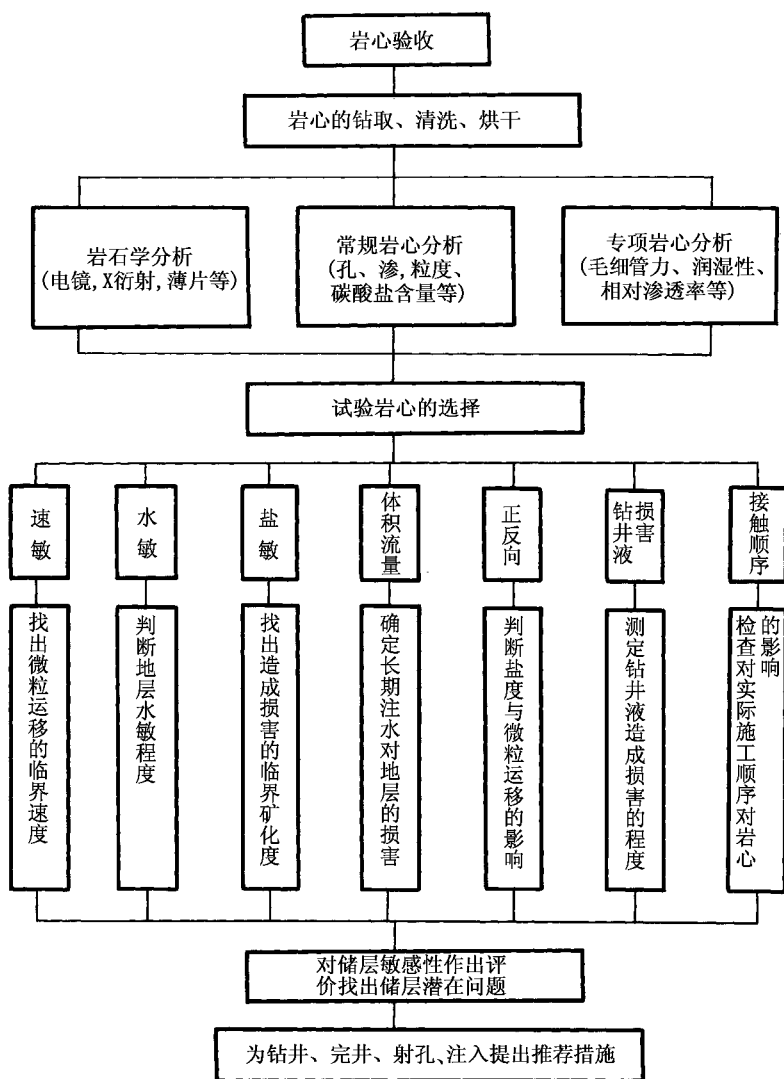 岩心验收
岩心的钻取、清洗、烘干
岩石学分析
(电镜,X衍射,薄片等)
常规岩心分析
(孔、渗,粒度、
碳酸盐含量等)
专项岩心分析
(毛细管力、润湿性、
相对渗透率等)
试验岩心的选择
速敏
水敏
盐敏
体积流量
正反向
钻井液
损害
接触顺序
找出微粒运移的临界速度
判断地层水敏程度
找出造成损害的临界矿化度
确定长期注水对地层的损害
判断盐度与微粒运移的影响
测定钻井液造成损害的程度
检查对实际施工顺序对岩心
的影响
对储层敏感性作出评
价找出储层潜在问题
为钻井、完井、射孔、注入提出推荐措施